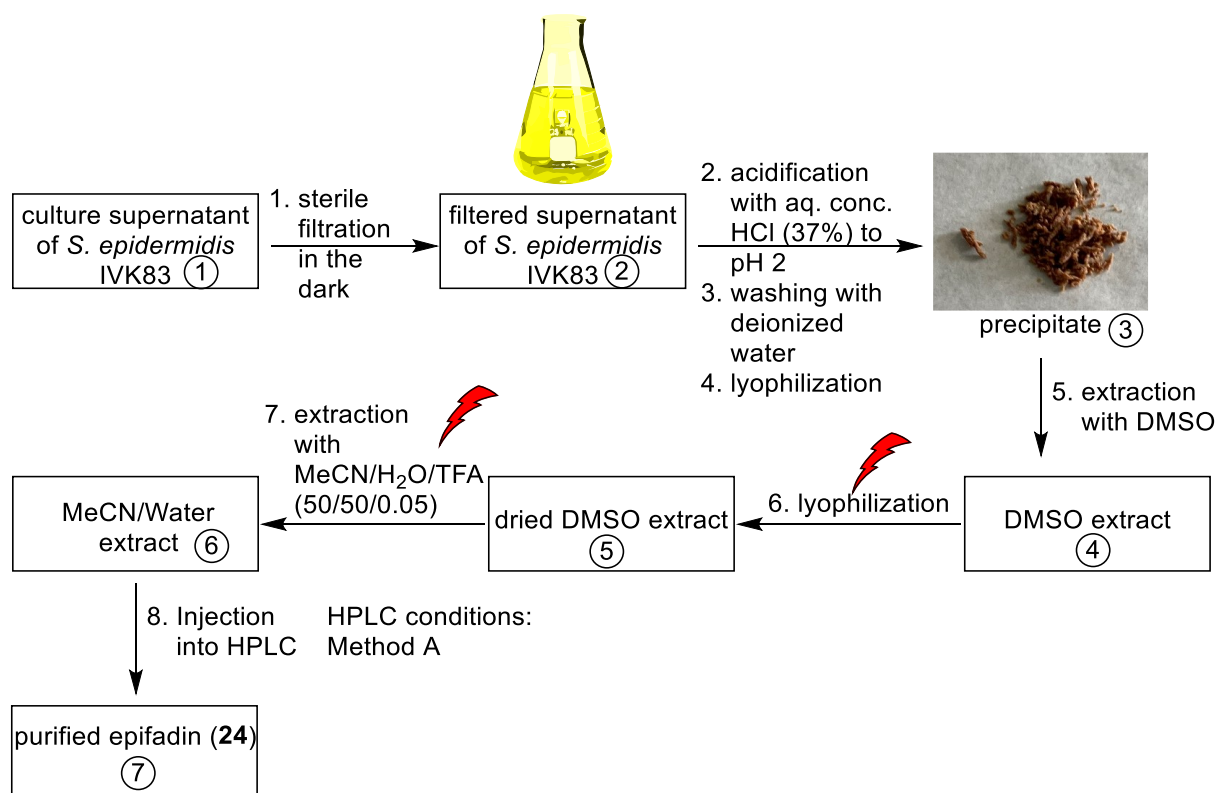 culture supernatant
of S. epidermidis
IVK83 1
1. sterile
filtration
in the
dark
filtered supernatant
of S. epidermidis
IVK83 2
2. acidification
with aq. conc.
HCl (37%) to
pH 2
3. washing with
deionized
water
4. lyophilization
precipitate 3
5. extraction
with DMSO
DMSO extract
4
6. lyophilization
dried DMSO extract
5
7. extraction
with
MeCN/H₂O/TFA
(50/50/0.05)
MeCN/Water
extract 6
8. Injection
into HPLC
HPLC conditions:
Method A
purified epifadin (24)
7